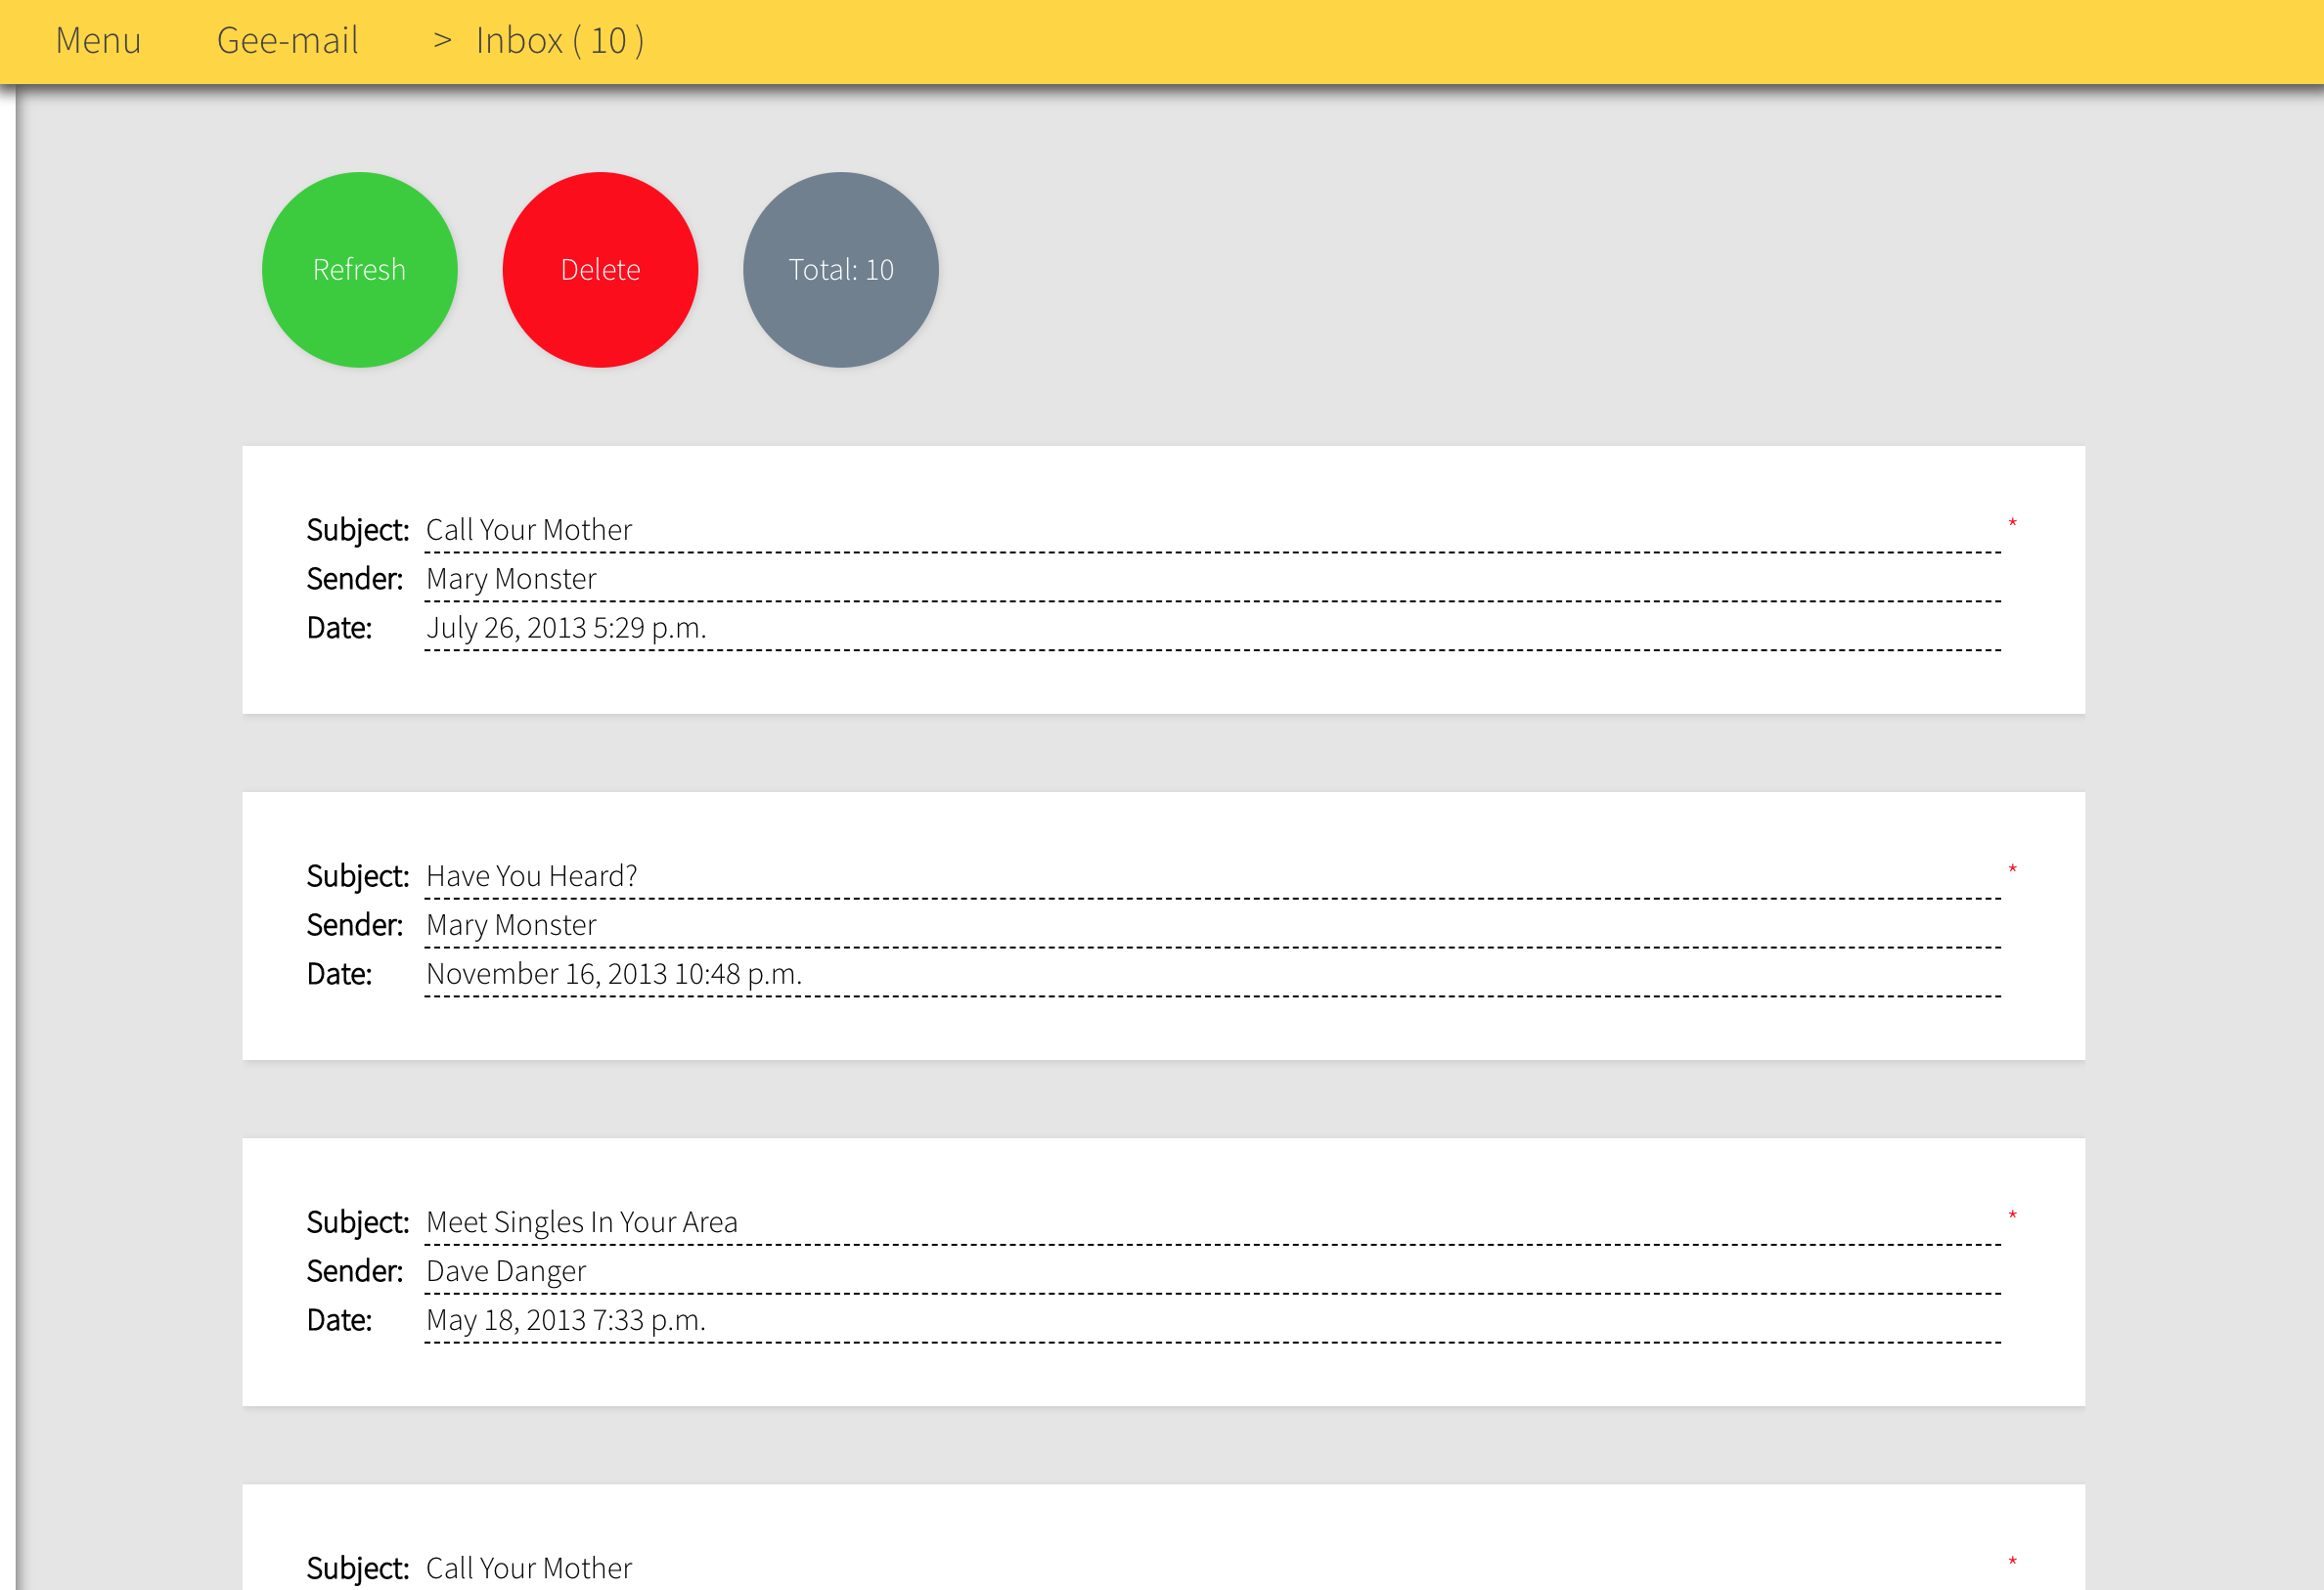 Menu Gee-mail > Inbox ( 10 )
Refresh Delete Total: 10
Subject: Call Your Mother *
Sender: Mary Monster
Date: July 26, 2013 5:29 p.m.
Subject: Have You Heard? *
Sender: Mary Monster
Date: November 16, 2013 10:48 p.m.
Subject: Meet Singles In Your Area *
Sender: Dave Danger
Date: May 18, 2013 7:33 p.m.
Subject: Call Your Mother *